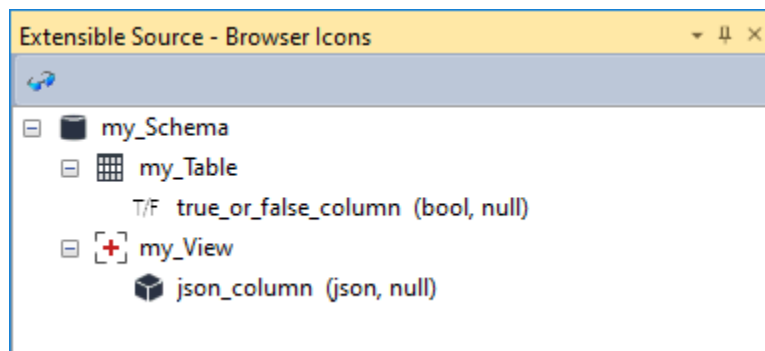 Extensible Source - Browser Icons
my_Schema
my_Table
T/F true_or_false_column (bool, null)
my_View
json_column (json, null)